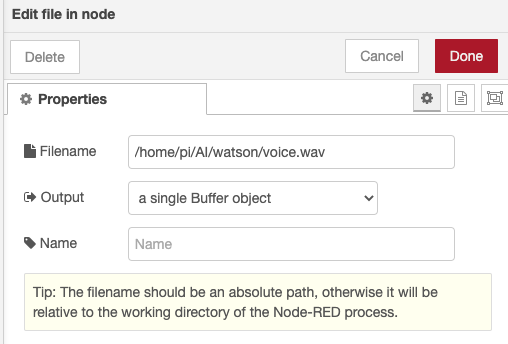 Edit file in node
Delete
Cancel
Done
Properties
Filename
/home/pi/AI/watson/voice.wav
Output
a single Buffer object
Name
Name
Tip: The filename should be an absolute path, otherwise it will be
relative to the working directory of the Node-RED process.